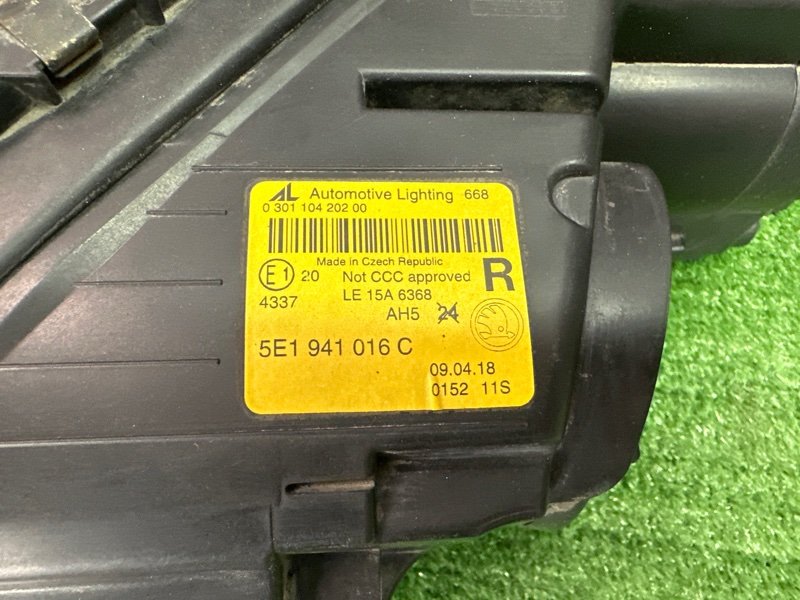 AL Automotive Lighting 668
0 301 104 202 00
Made in Czech Republic
E1 20 Not CCC approved R
4337 LE 15A 6368
AH5 24
5E1 941 016 C
09.04.18
0152 11S